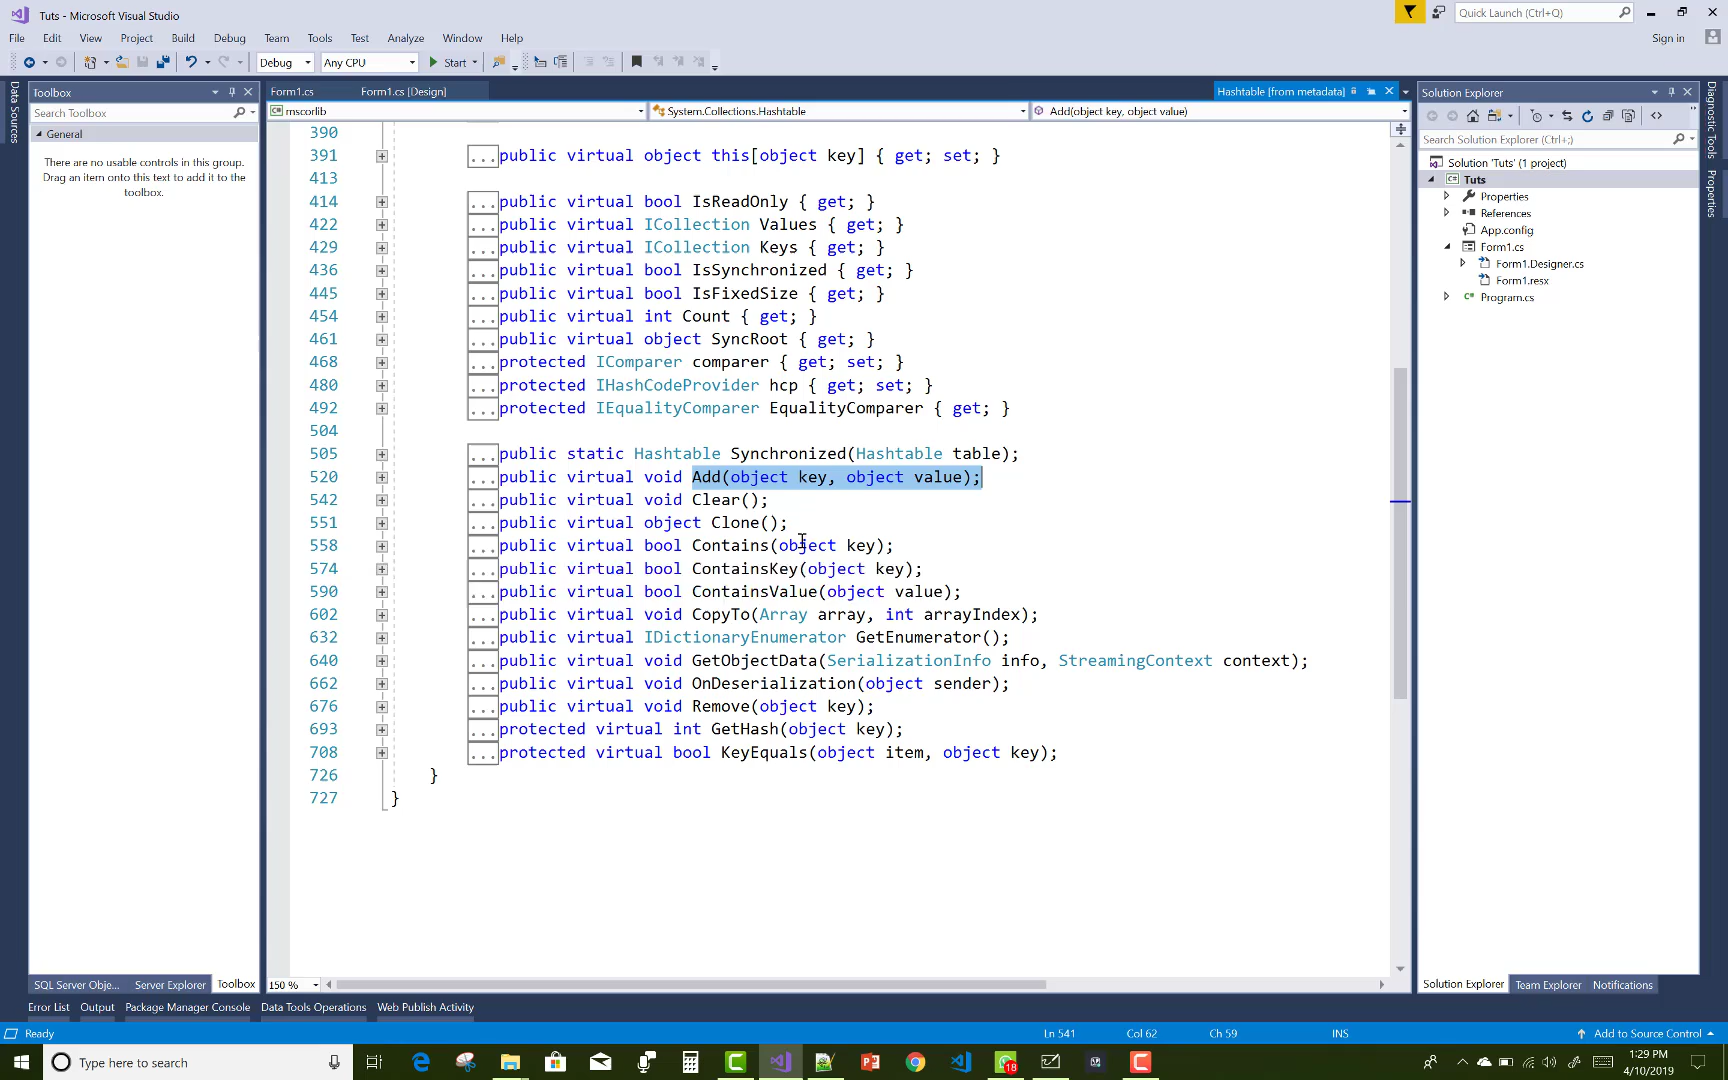 Tuts - Microsoft Visual Studio
Quick Launch (Ctrl+Q)
File Edit View Project Build Debug Team Tools Test Analyze Window Help
Sign in
Debug Any CPU Start
Data Sources
Toolbox
Search Toolbox
General
There are no usable controls in this group.
Drag an item onto this text to add it to the
toolbox.
Form1.cs Form1.cs [Design] Hashtable [from metadata]
mscorlib System.Collections.Hashtable Add(object key, object value)
390
391 ...public virtual object this[object key] { get; set; }
413
414 ...public virtual bool IsReadOnly { get; }
422 ...public virtual ICollection Values { get; }
429 ...public virtual ICollection Keys { get; }
436 ...public virtual bool IsSynchronized { get; }
445 ...public virtual bool IsFixedSize { get; }
454 ...public virtual int Count { get; }
461 ...public virtual object SyncRoot { get; }
468 ...protected IComparer comparer { get; set; }
480 ...protected IHashCodeProvider hcp { get; set; }
492 ...protected IEqualityComparer EqualityComparer { get; }
504
505 ...public static Hashtable Synchronized(Hashtable table);
520 ...public virtual void Add(object key, object value);
542 ...public virtual void Clear();
551 ...public virtual object Clone();
558 ...public virtual bool Contains(object key);
574 ...public virtual bool ContainsKey(object key);
590 ...public virtual bool ContainsValue(object value);
602 ...public virtual void CopyTo(Array array, int arrayIndex);
632 ...public virtual IDictionaryEnumerator GetEnumerator();
640 ...public virtual void GetObjectData(SerializationInfo info, StreamingContext context);
662 ...public virtual void OnDeserialization(object sender);
676 ...public virtual void Remove(object key);
693 ...protected virtual int GetHash(object key);
708 ...protected virtual bool KeyEquals(object item, object key);
726 }
727 }
150 %
Solution Explorer
Search Solution Explorer (Ctrl+;)
Solution 'Tuts' (1 project)
C# Tuts
Properties
References
App.config
Form1.cs
Form1.Designer.cs
Form1.resx
C# Program.cs
Diagnostic Tools
Properties
SQL Server Obje... Server Explorer Toolbox
Solution Explorer Team Explorer Notifications
Error List Output Package Manager Console Data Tools Operations Web Publish Activity
Ready Ln 541 Col 62 Ch 59 INS Add to Source Control
Type here to search
18
1:29 PM
4/10/2019